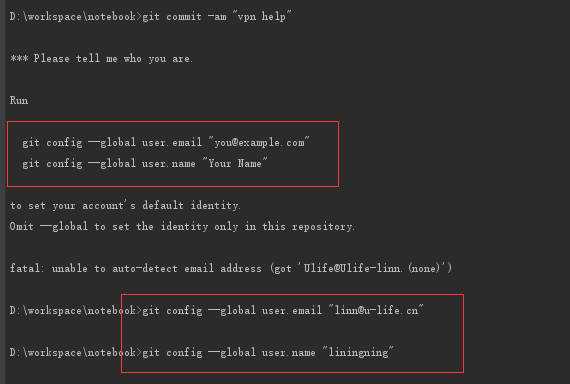 D:\workspace\notebook>git commit -am "vpn help"
*** Please tell me who you are.
Run
git config --global user.email "you@example.com"
git config --global user.name "Your Name"
to set your account's default identity.
Omit --global to set the identity only in this repository.
fatal: unable to auto-detect email address (got 'Ulife@Ulife-linn.(none)')
D:\workspace\notebook>git config --global user.email "linn@u-life.cn"
D:\workspace\notebook>git config --global user.name "liningning"